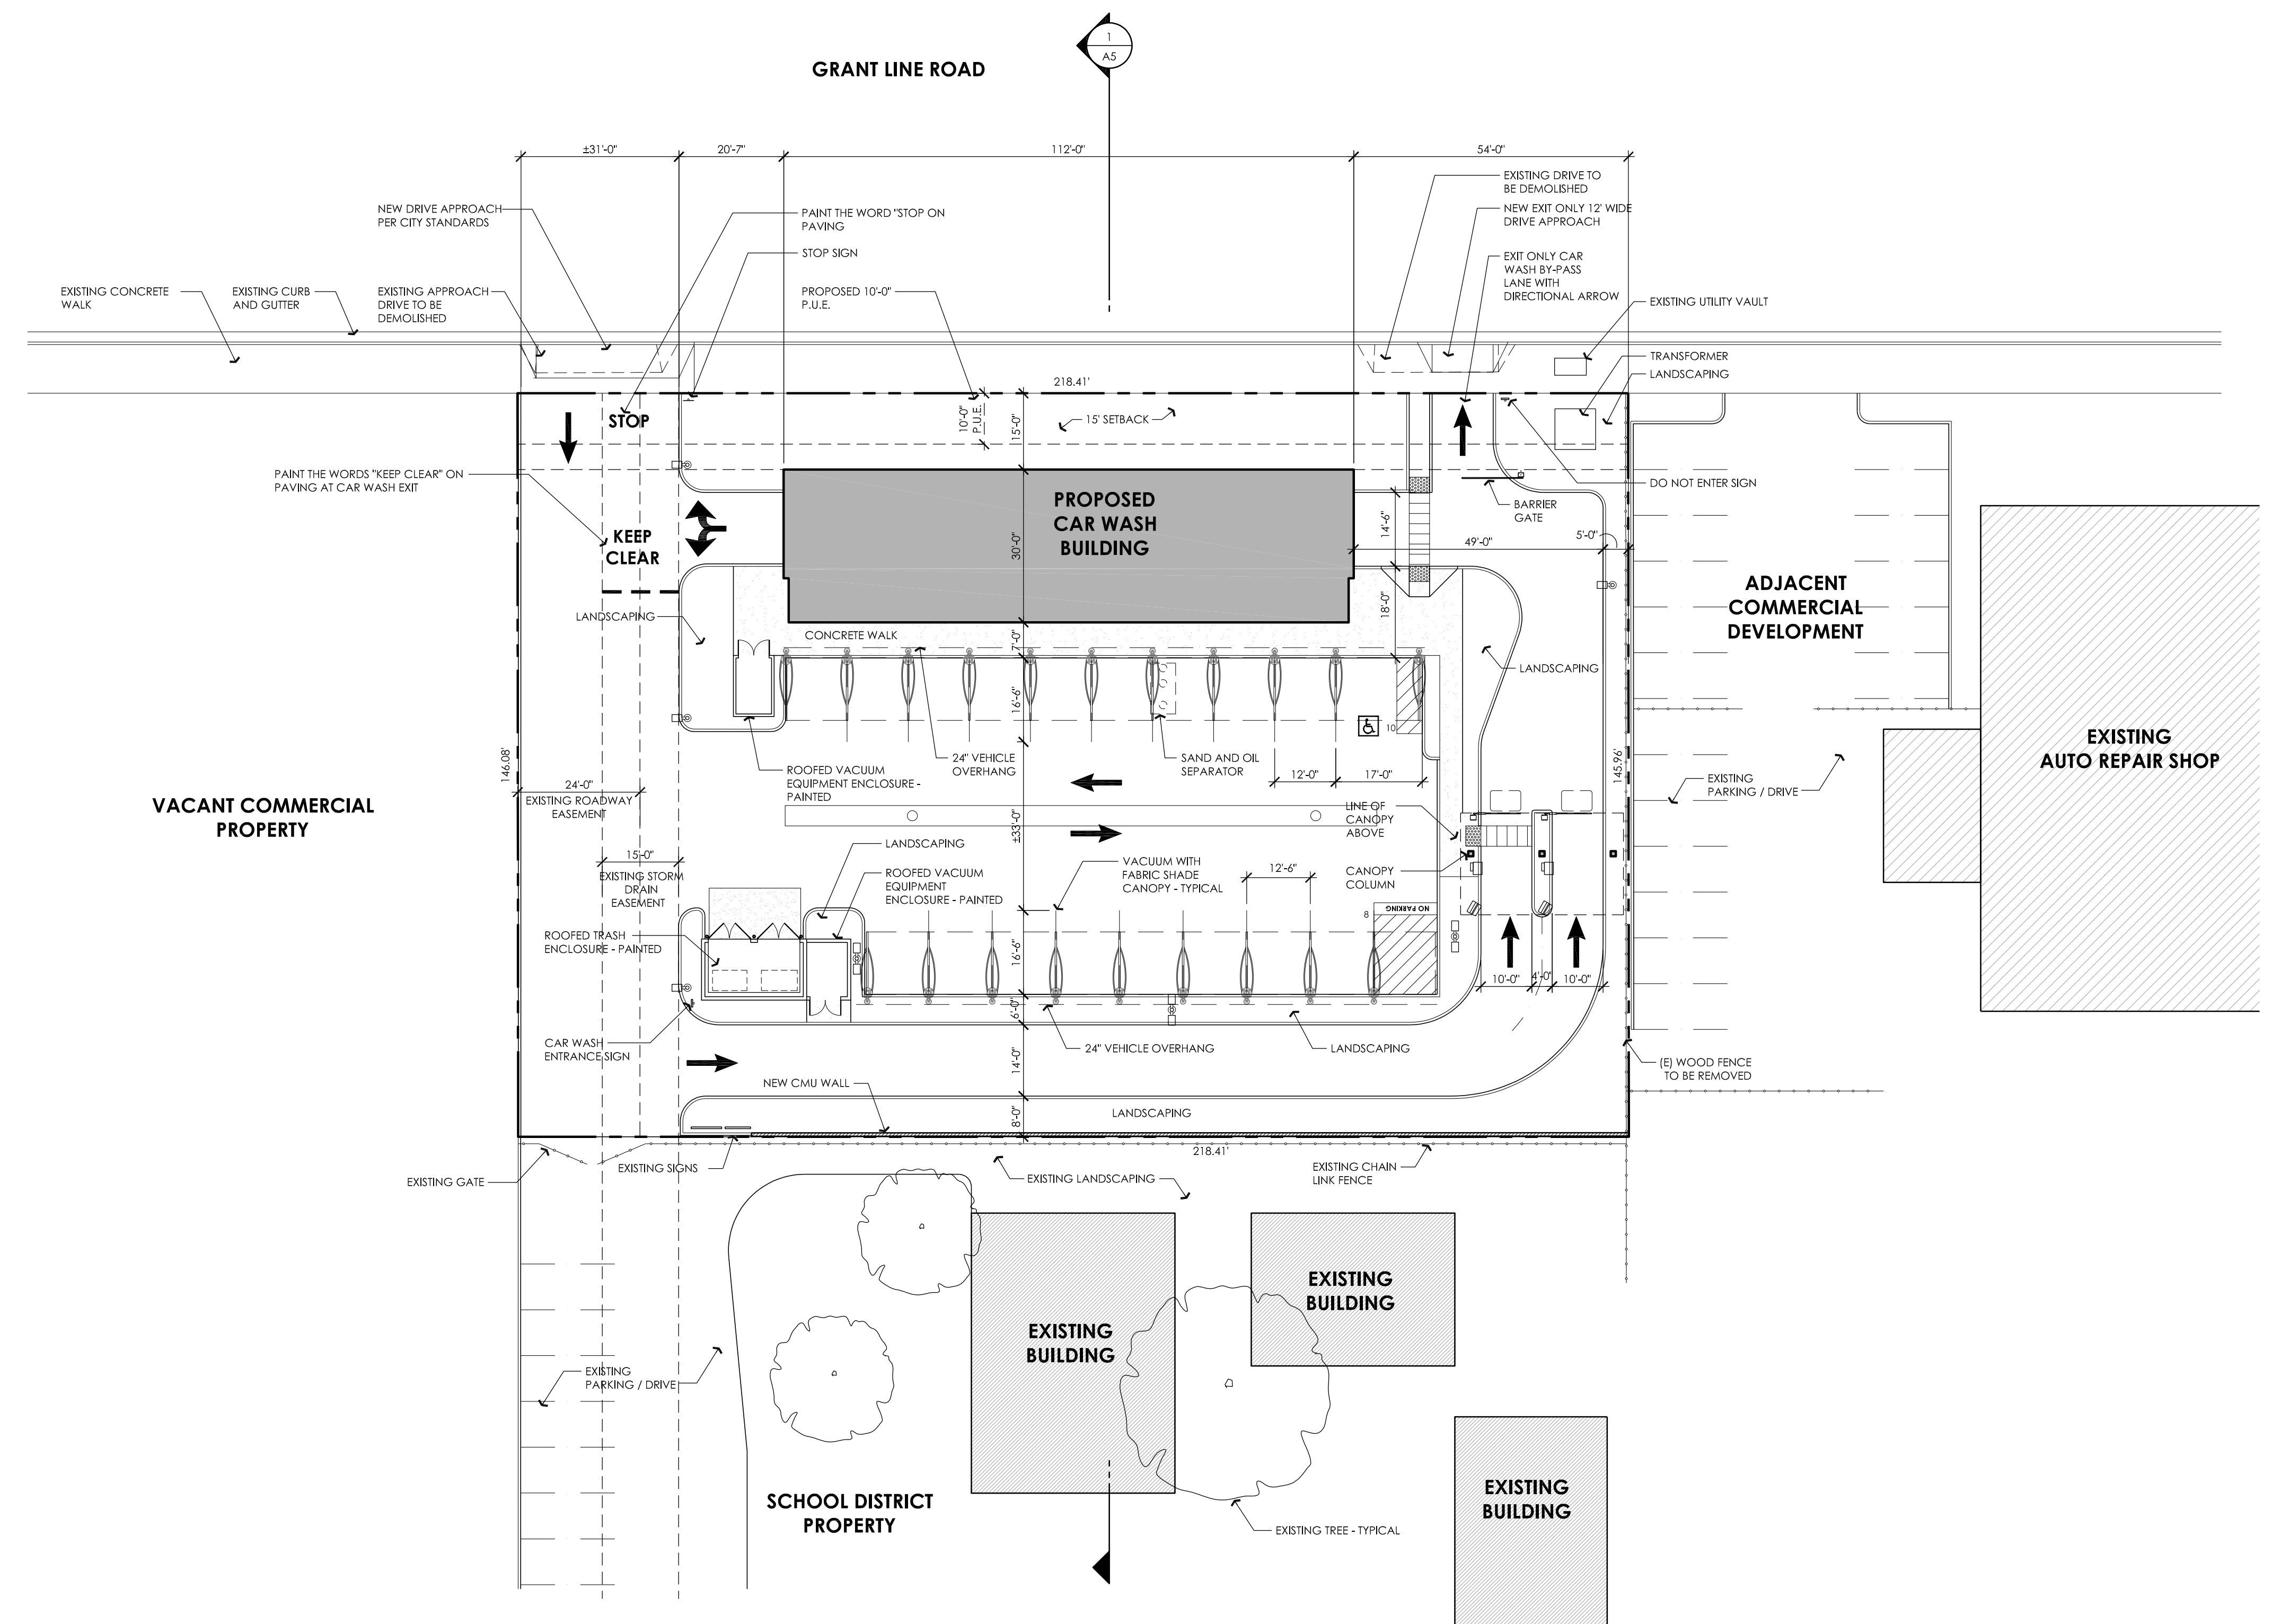 1
A5
GRANT LINE ROAD
±31'-0"
20'-7"
112'-0"
54'-0"
EXISTING DRIVE TO
BE DEMOLISHED
NEW EXIT ONLY 12' WIDE
DRIVE APPROACH
NEW DRIVE APPROACH
PER CITY STANDARDS
PAINT THE WORD "STOP ON
PAVING
STOP SIGN
EXIT ONLY CAR
WASH BY-PASS
LANE WITH
DIRECTIONAL ARROW
EXISTING CONCRETE
WALK
EXISTING CURB
AND GUTTER
EXISTING APPROACH
DRIVE TO BE
DEMOLISHED
PROPOSED 10'-0"
P.U.E.
EXISTING UTILITY VAULT
TRANSFORMER
LANDSCAPING
218.41'
STOP
10'-0"
P.U.E.
15'-0"
15' SETBACK
PAINT THE WORDS "KEEP CLEAR" ON
PAVING AT CAR WASH EXIT
DO NOT ENTER SIGN
PROPOSED
CAR WASH
BUILDING
BARRIER
GATE
14'-6"
KEEP
CLEAR
30'-0"
49'-0"
5'-0"
ADJACENT
COMMERCIAL
DEVELOPMENT
LANDSCAPING
18'-0"
CONCRETE WALK
7'-0"
LANDSCAPING
16'-6"
10
146.08'
145.96'
EXISTING
AUTO REPAIR SHOP
24" VEHICLE
OVERHANG
SAND AND OIL
SEPARATOR
ROOFED VACUUM
EQUIPMENT ENCLOSURE -
PAINTED
12'-0"
17'-0"
24'-0"
EXISTING ROADWAY
EASEMENT
EXISTING
PARKING / DRIVE
VACANT COMMERCIAL
PROPERTY
LINE OF
CANOPY
ABOVE
±33'-0"
LANDSCAPING
15'-0"
EXISTING STORM
DRAIN
EASEMENT
ROOFED VACUUM
EQUIPMENT
ENCLOSURE - PAINTED
VACUUM WITH
FABRIC SHADE
CANOPY - TYPICAL
12'-6"
CANOPY
COLUMN
8
NO PARKING
ROOFED TRASH
ENCLOSURE - PAINTED
16'-6"
10'-0"
4'-0"
10'-0"
6'-0"
CAR WASH
ENTRANCE SIGN
24" VEHICLE OVERHANG
LANDSCAPING
14'-0"
(E) WOOD FENCE
TO BE REMOVED
NEW CMU WALL
LANDSCAPING
8'-0"
218.41'
EXISTING SIGNS
EXISTING GATE
EXISTING LANDSCAPING
EXISTING CHAIN
LINK FENCE
EXISTING
BUILDING
EXISTING
BUILDING
EXISTING
PARKING / DRIVE
SCHOOL DISTRICT
PROPERTY
EXISTING
BUILDING
EXISTING TREE - TYPICAL